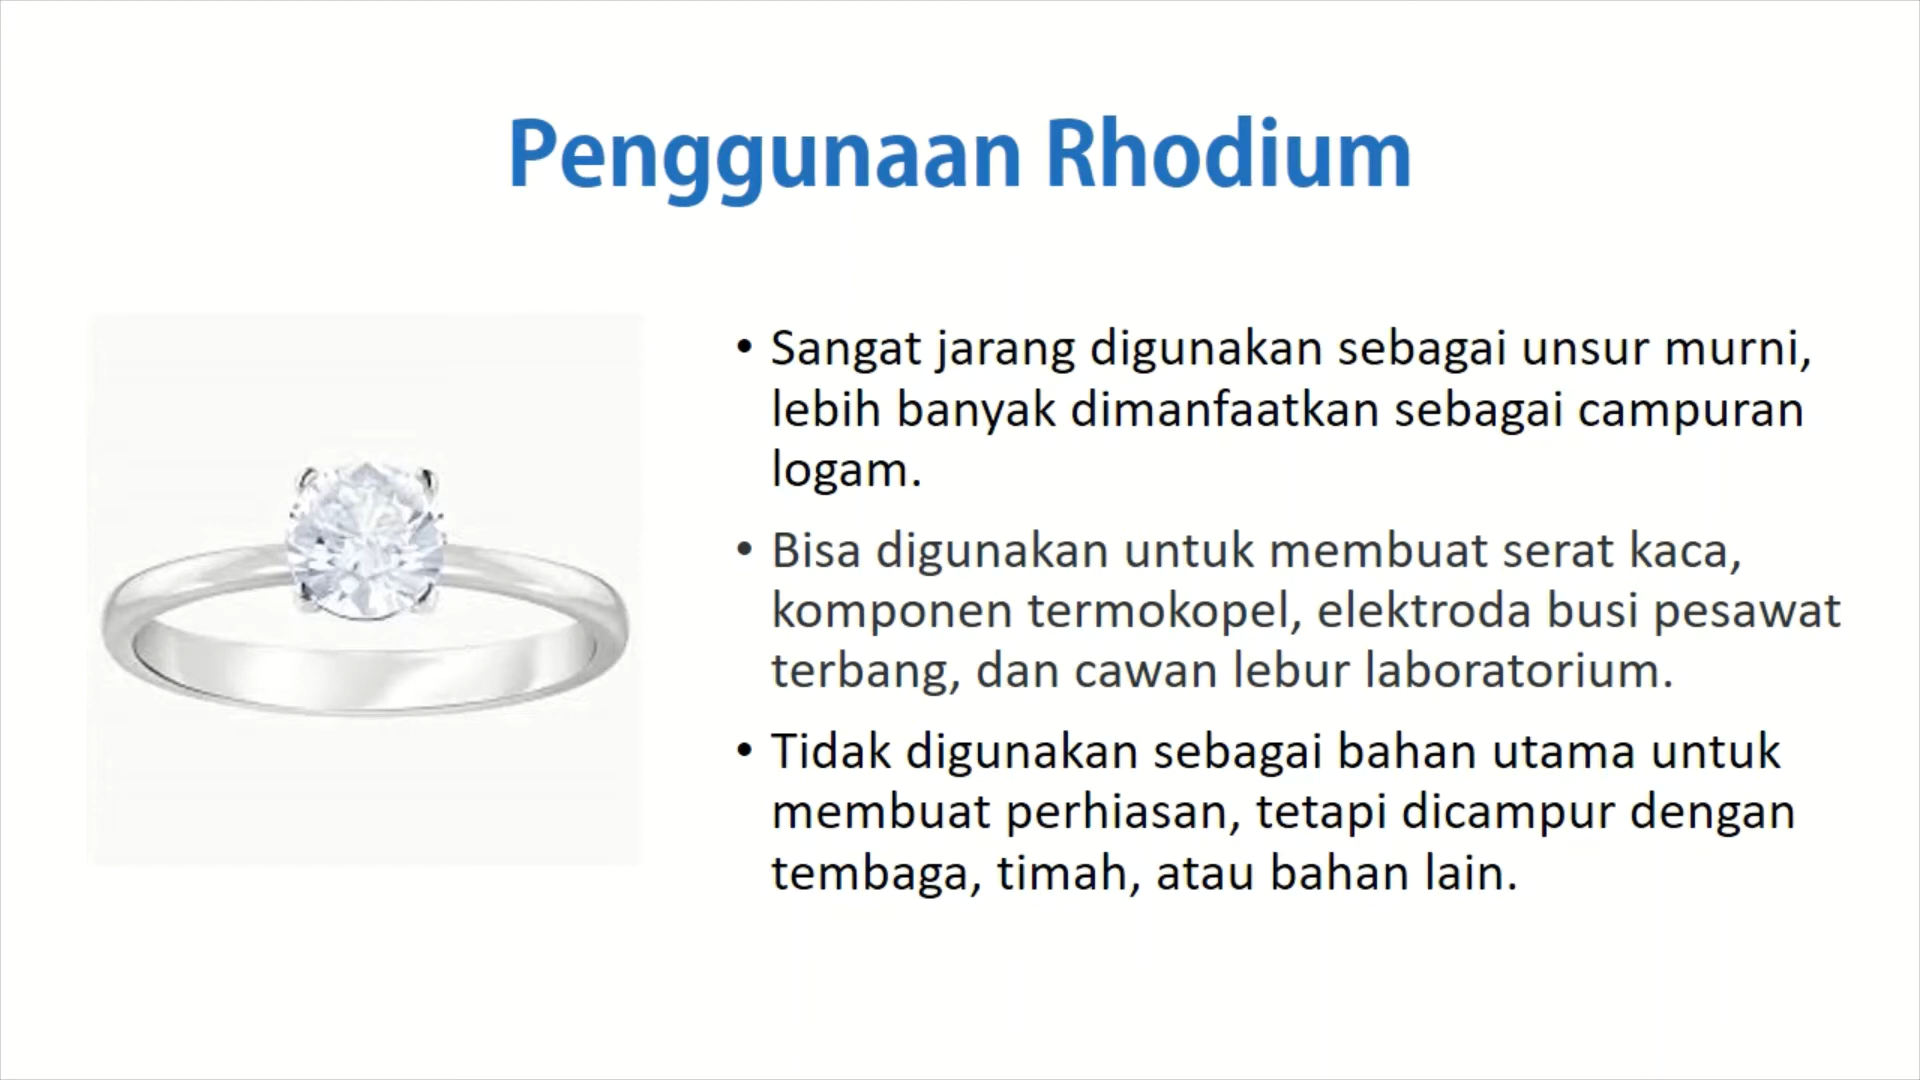 Penggunaan Rhodium
• Sangat jarang digunakan sebagai unsur murni,
lebih banyak dimanfaatkan sebagai campuran
logam.
• Bisa digunakan untuk membuat serat kaca,
komponen termokopel, elektroda busi pesawat
terbang, dan cawan lebur laboratorium.
• Tidak digunakan sebagai bahan utama untuk
membuat perhiasan, tetapi dicampur dengan
tembaga, timah, atau bahan lain.